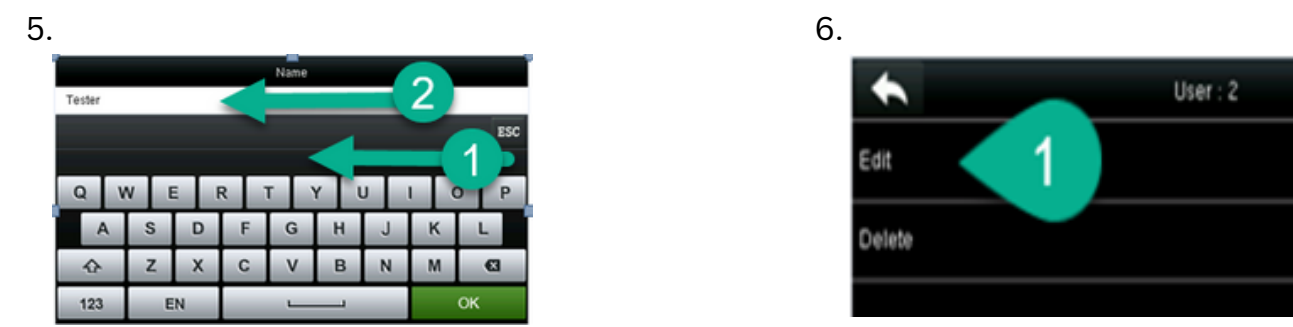 5.
Name
Tester
2
ESC
1
Q W E R T Y U I O P
A S D F G H J K L
Z X C V B N M
123 EN OK
6.
User : 2
Edit
1
Delete